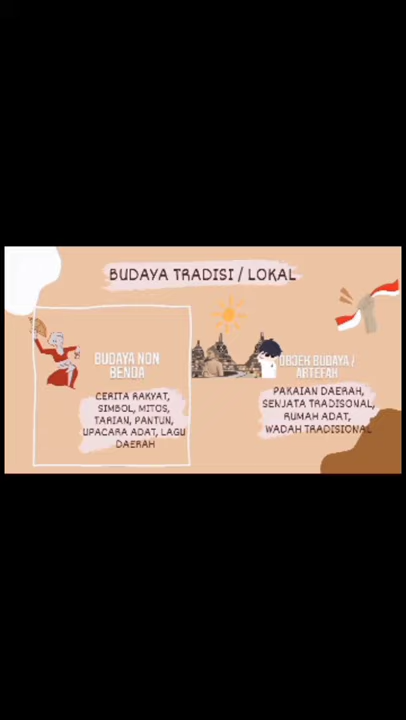 BUDAYA TRADISI / LOKAL
BUDAYA NON
BENDA
CERITA RAKYAT,
SIMBOL, MITOS,
TARIAN, PANTUN,
UPACARA ADAT, LAGU
DAERAH
OBJEK BUDAYA /
ARTEFAK
PAKAIAN DAERAH,
SENJATA TRADISONAL,
RUMAH ADAT,
WADAH TRADISIONAL